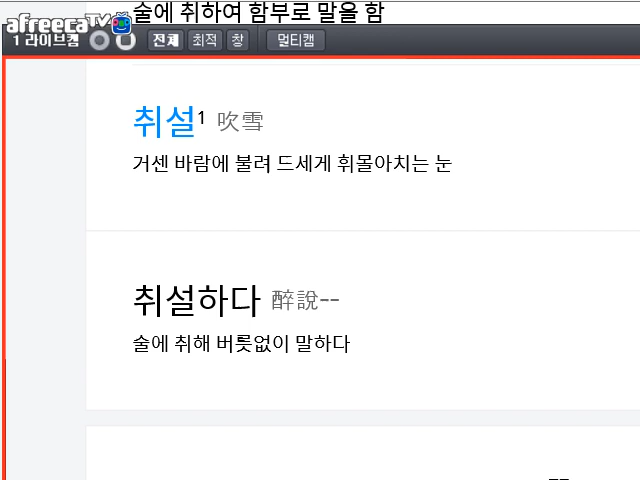 술에 취하여 함부로 말을 함
afreecaTV
1 라이브캠 전체 최적 창 멀티캠
취설1 吹雪
거센 바람에 불려 드세게 휘몰아치는 눈
취설하다 醉說--
술에 취해 버릇없이 말하다